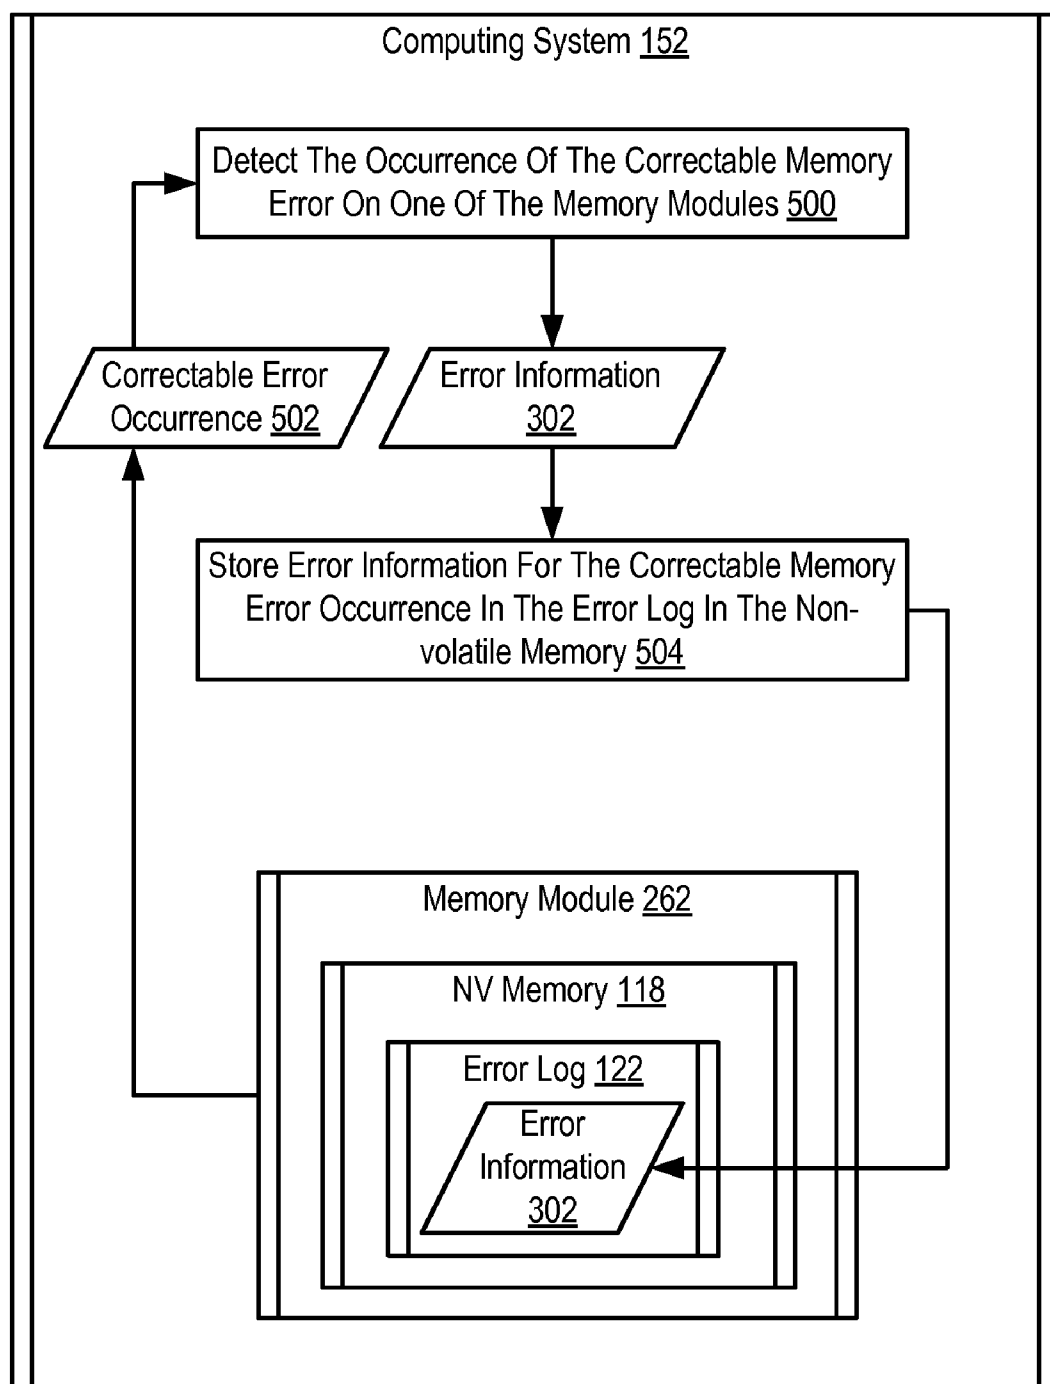 Computing System 152
Detect The Occurrence Of The Correctable Memory
Error On One Of The Memory Modules 500
Correctable Error
Occurrence 502
Error Information
302
Store Error Information For The Correctable Memory
Error Occurrence In The Error Log In The Non-
volatile Memory 504
Memory Module 262
NV Memory 118
Error Log 122
Error
Information
302